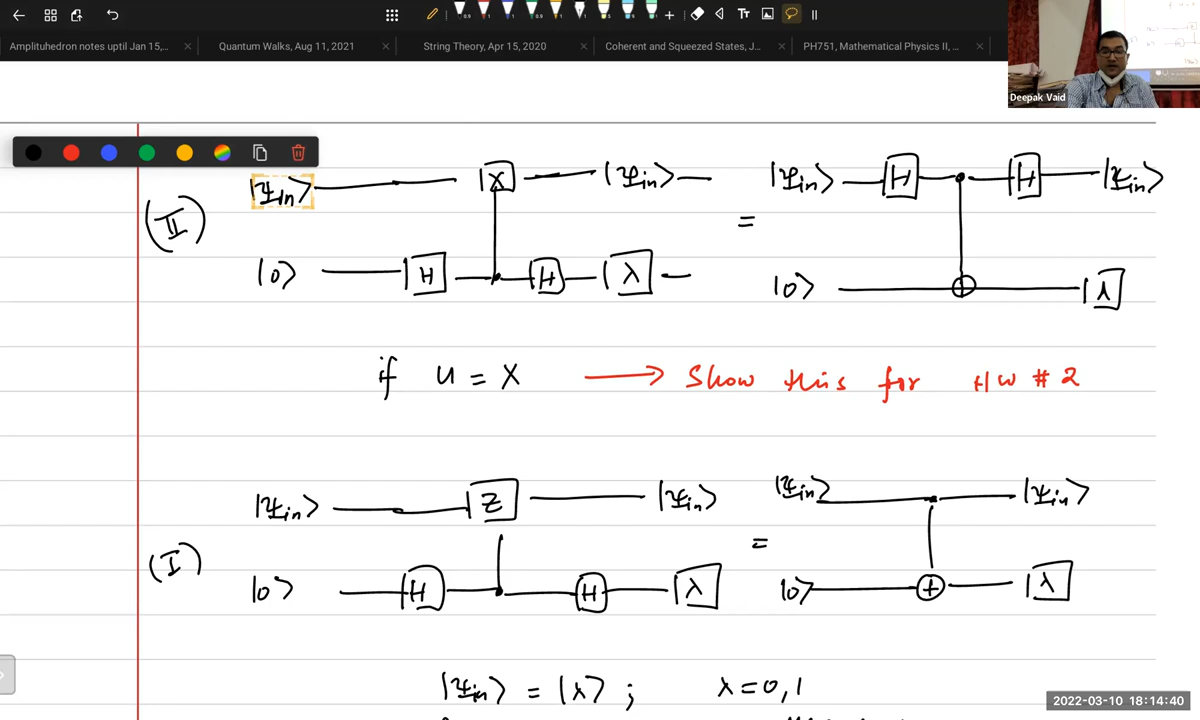 Amplituhedron notes uptil Jan 15,... × Quantum Walks, Aug 11, 2021 × String Theory, Apr 15, 2020 × Coherent and Squeezed States, J... × PH751, Mathematical Physics II, ... ×
Deepak Vaid
(II) |Ψin⟩ X |Ψin⟩ = |Ψin⟩ H H |Ψin⟩
|0⟩ H H λ |0⟩ ⊕ λ
if u = X → Show this for HW # 2
(I) |Ψin⟩ Z |Ψin⟩ = |Ψin⟩ |Ψin⟩
|0⟩ H H λ |0⟩ ⊕ λ
|Ψin⟩ = |x⟩ ; x = 0, 1
2022-03-10 18:14:40